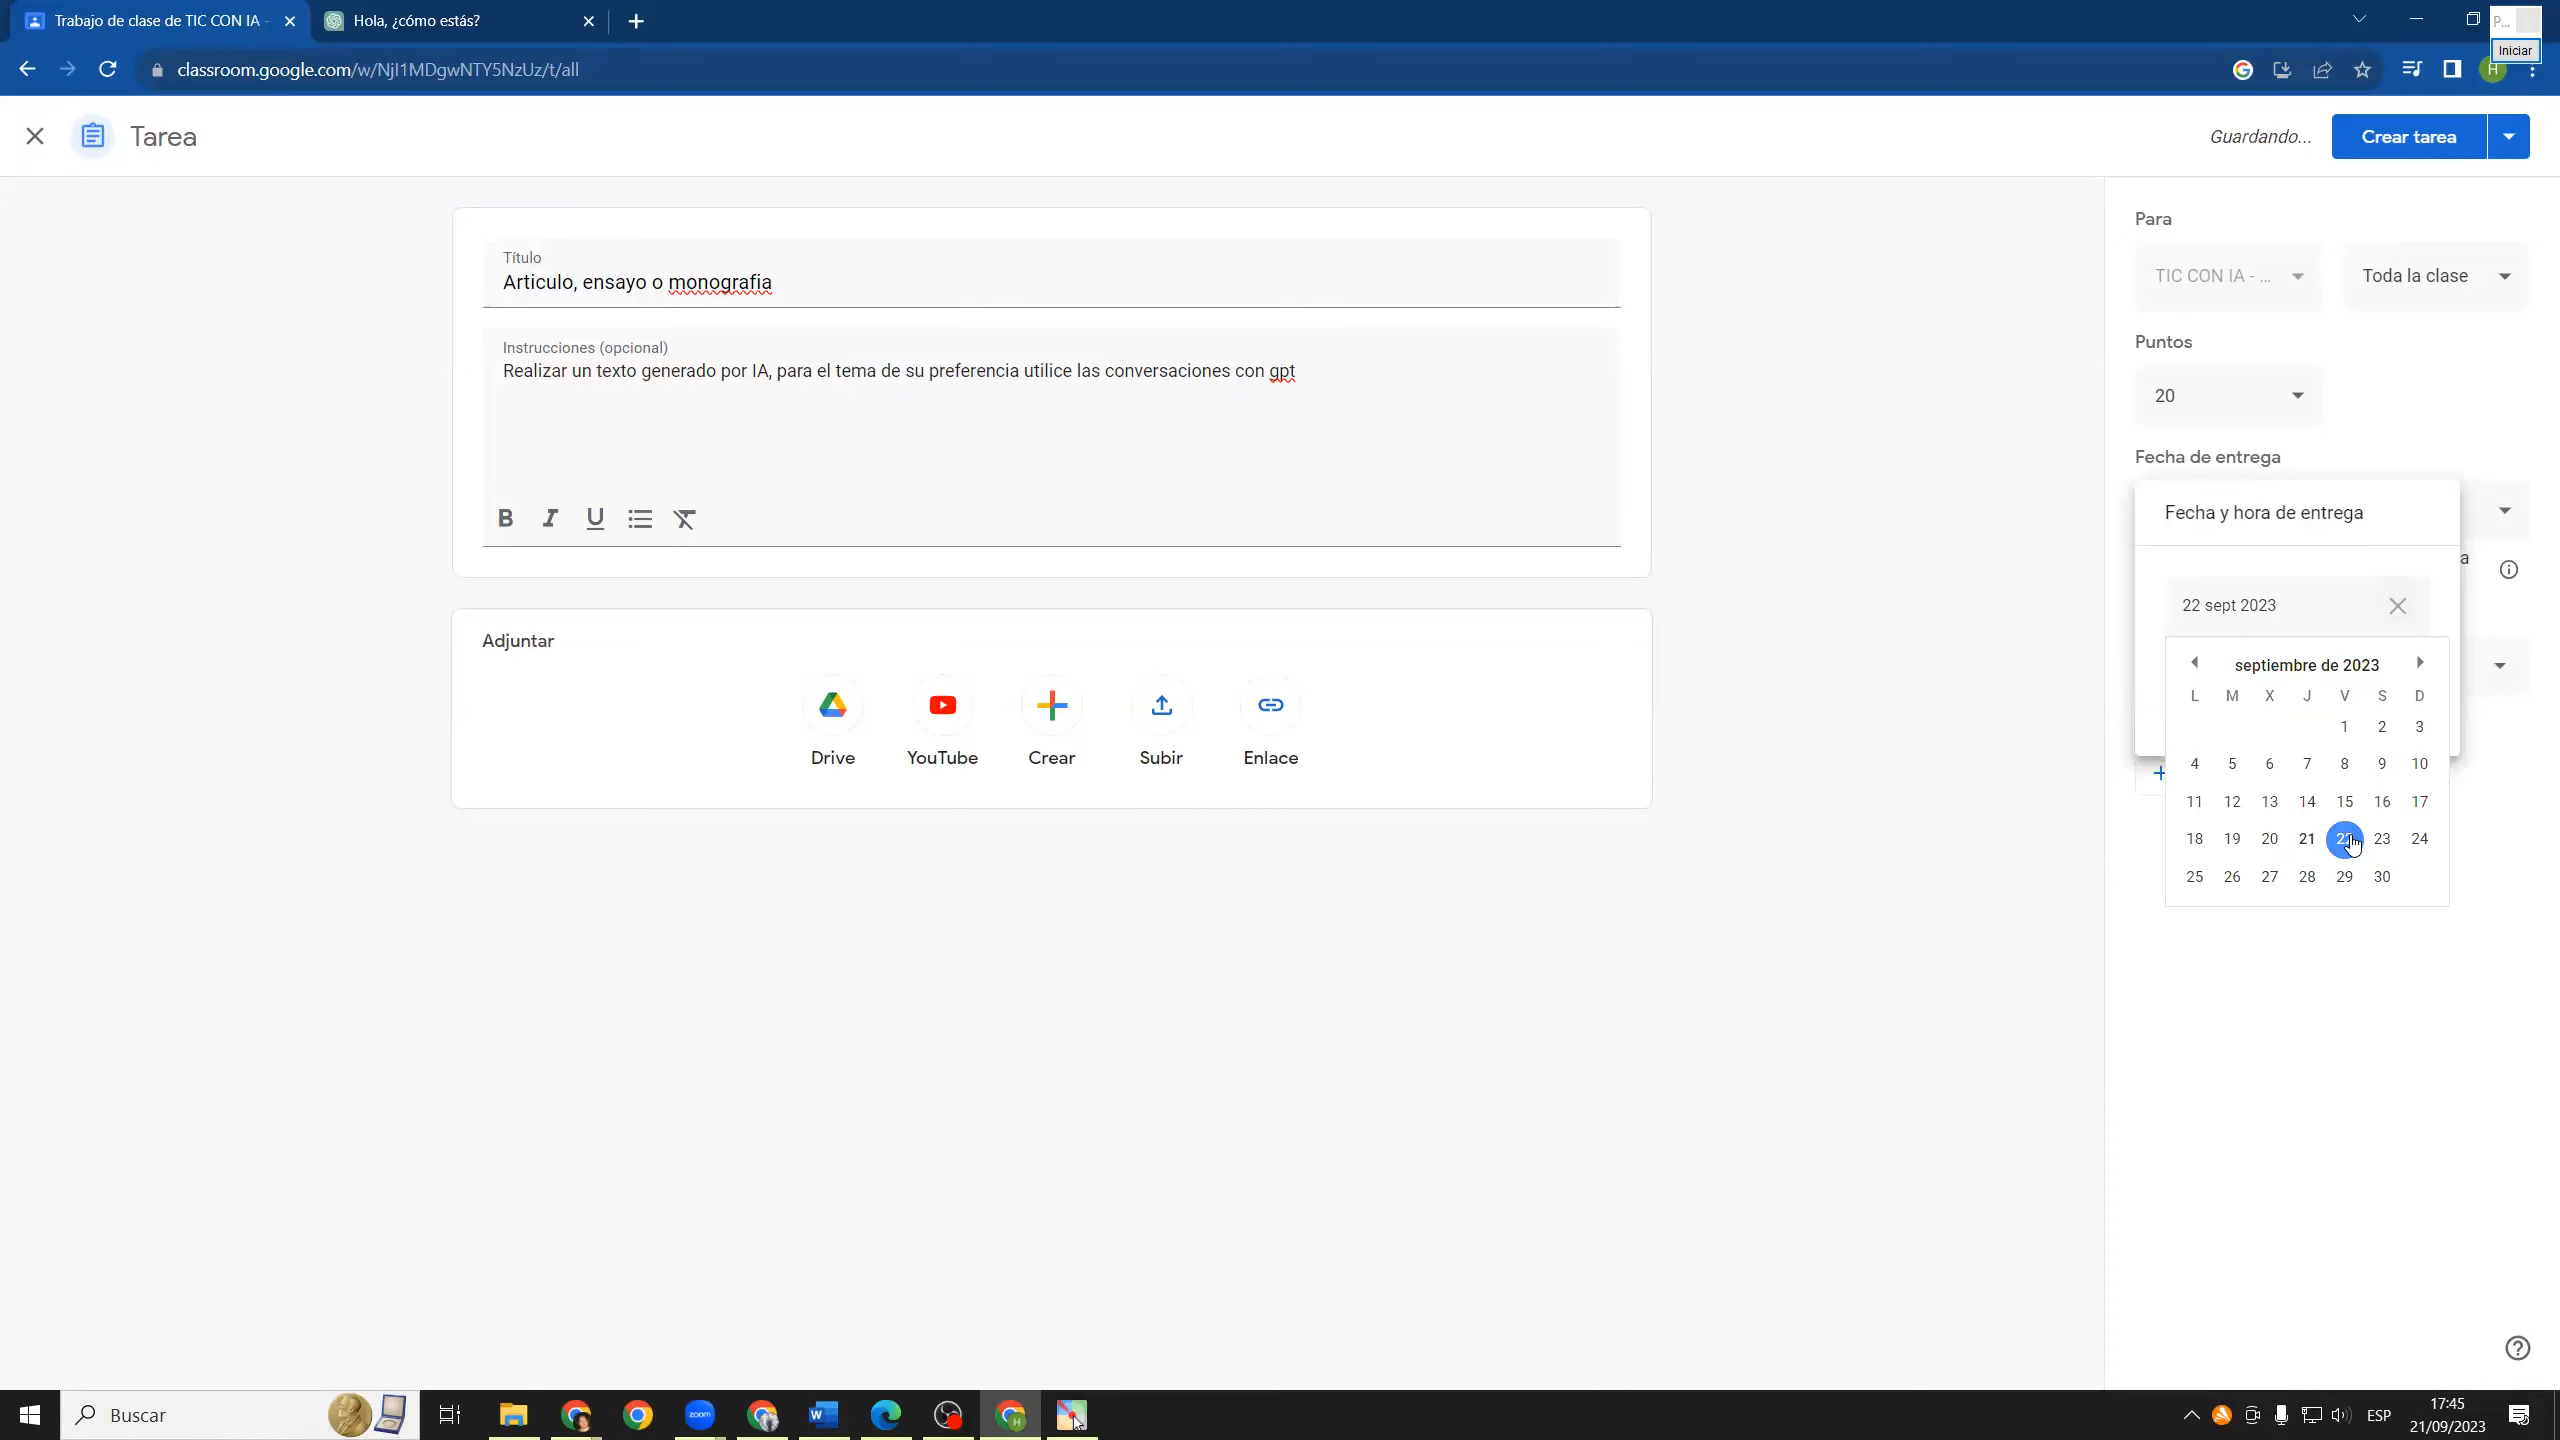 Trabajo de clase de TIC CON IA -
Hola, ¿cómo estás?
P...
Iniciar
classroom.google.com/w/NjI1MDgwNTY5NzUz/t/all
H
Tarea
Guardando...
Crear tarea
Título
Articulo, ensayo o monografia
Instrucciones (opcional)
Realizar un texto generado por IA, para el tema de su preferencia utilice las conversaciones con gpt
B I U
Adjuntar
Drive YouTube Crear Subir Enlace
Para
TIC CON IA - ...
Toda la clase
Puntos
20
Fecha de entrega
Fecha y hora de entrega
a
22 sept 2023
septiembre de 2023
L M X J V S D
1 2 3
4 5 6 7 8 9 10
11 12 13 14 15 16 17
18 19 20 21 22 23 24
25 26 27 28 29 30
Buscar
zoom
W
H
ESP
17:45
21/09/2023